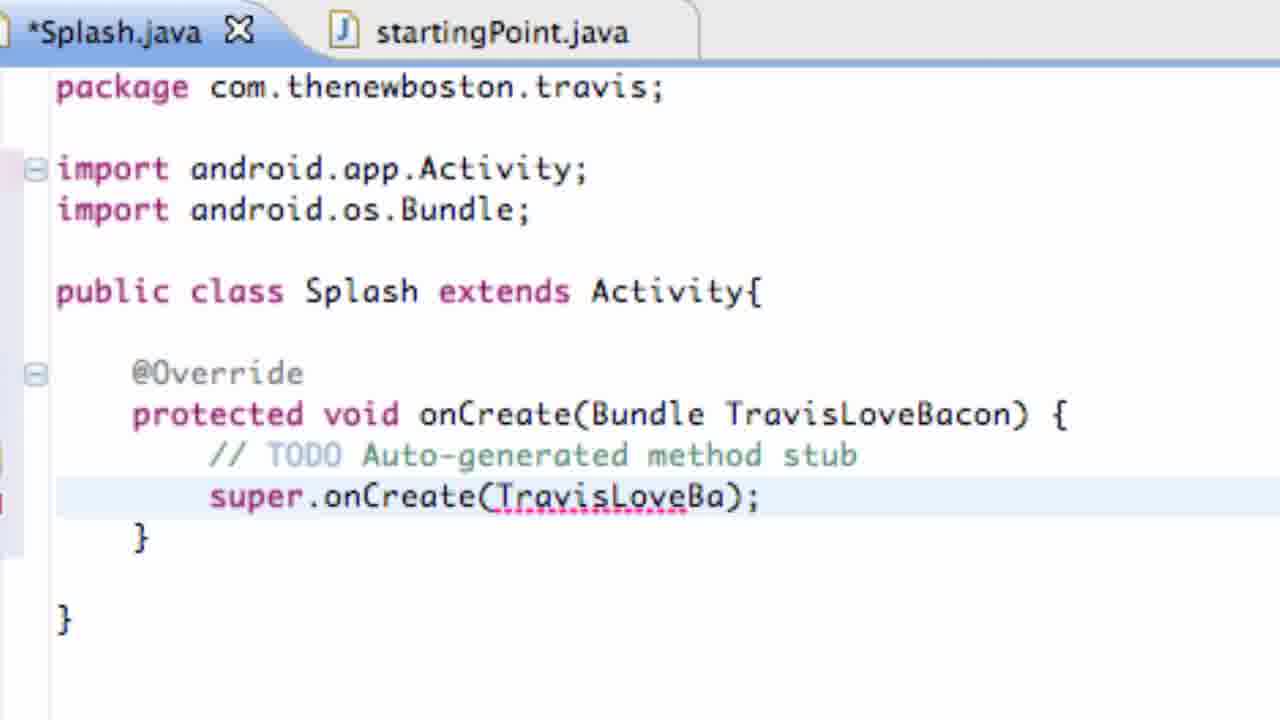 *Splash.java startingPoint.java
package com.thenewboston.travis;
import android.app.Activity;
import android.os.Bundle;
public class Splash extends Activity{
@Override
protected void onCreate(Bundle TravisLoveBacon) {
// TODO Auto-generated method stub
super.onCreate(TravisLoveBa);
}
}